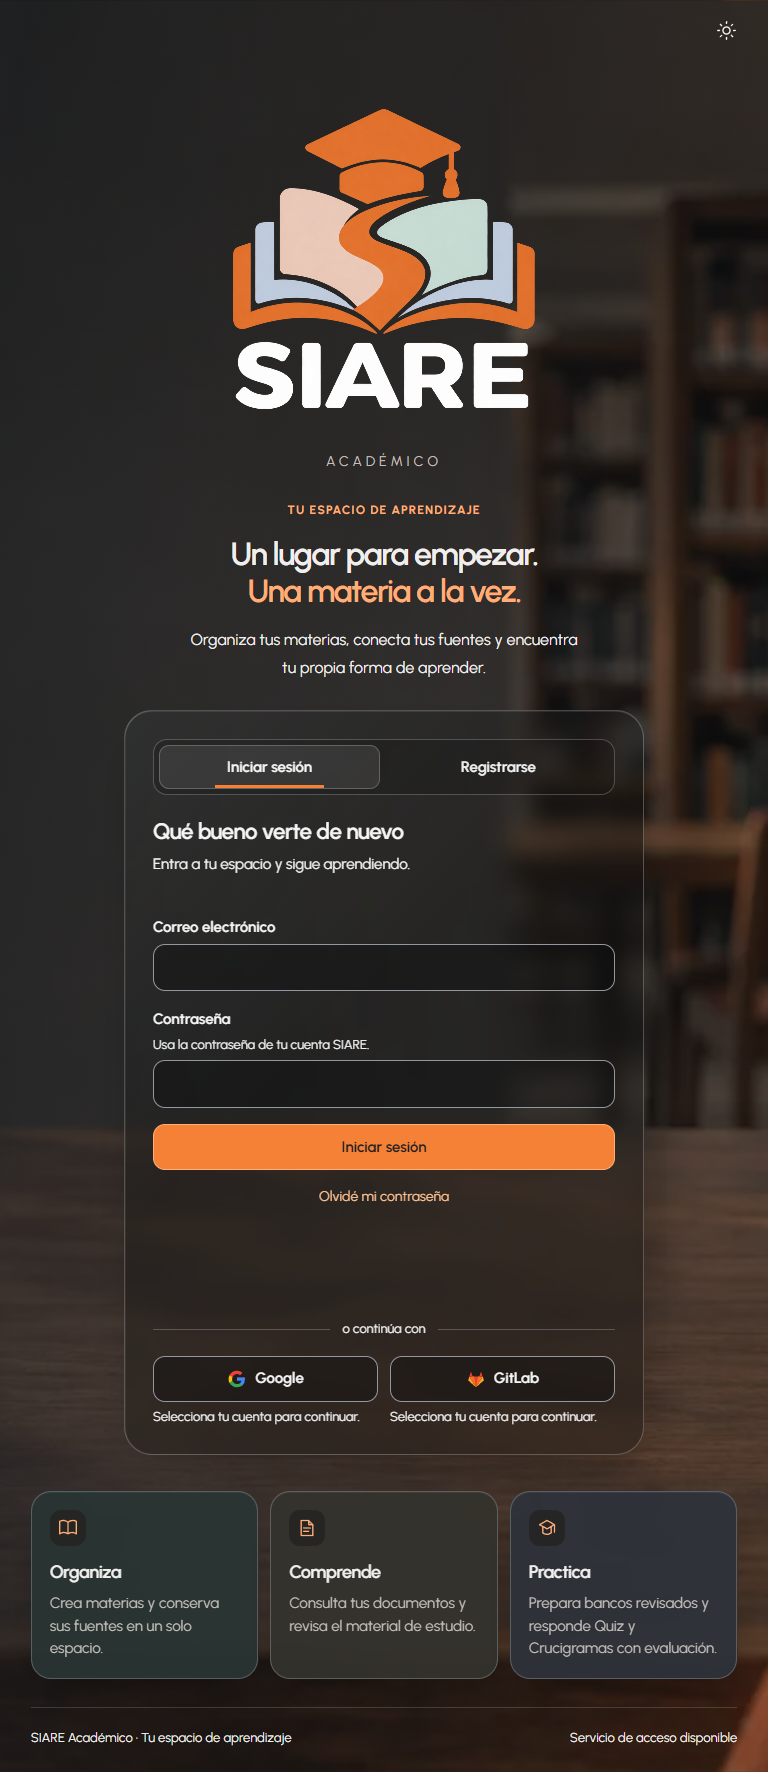 SIARE
ACADÉMICO
TU ESPACIO DE APRENDIZAJE
Un lugar para empezar.
Una materia a la vez.
Organiza tus materias, conecta tus fuentes y encuentra
tu propia forma de aprender.
Iniciar sesión
Registrarse
Qué bueno verte de nuevo
Entra a tu espacio y sigue aprendiendo.
Correo electrónico
Contraseña
Usa la contraseña de tu cuenta SIARE.
Iniciar sesión
Olvidé mi contraseña
o continúa con
Google
GitLab
Selecciona tu cuenta para continuar.
Selecciona tu cuenta para continuar.
Organiza
Crea materias y conserva
sus fuentes en un solo
espacio.
Comprende
Consulta tus documentos y
revisa el material de estudio.
Practica
Prepara bancos revisados y
responde Quiz y
Crucigramas con evaluación.
SIARE Académico · Tu espacio de aprendizaje
Servicio de acceso disponible